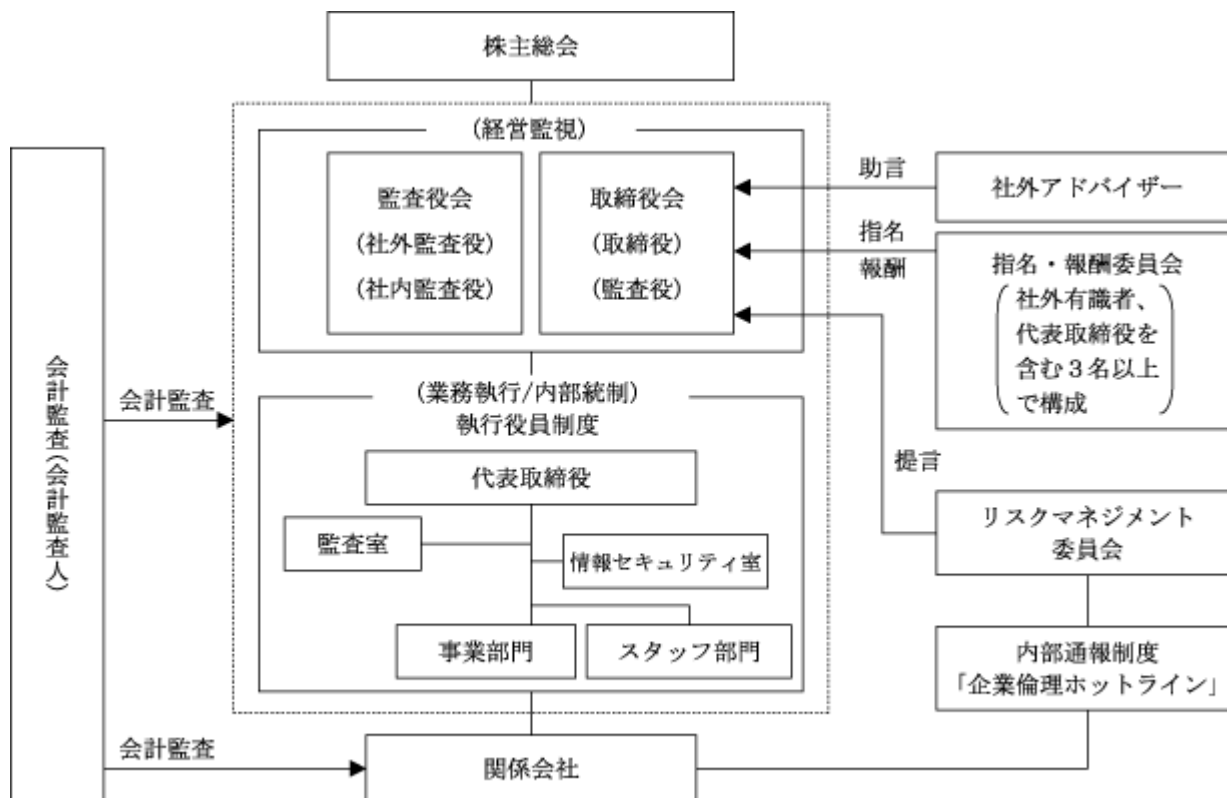 株主総会
(経営監視)
監査役会
(社外監査役)
(社内監査役)
取締役会
(取締役)
(監査役)
助言
社外アドバイザー
指名
報酬
指名・報酬委員会
社外有識者、
代表取締役を
含む3名以上
で構成
会計監査(会計監査人)
会計監査
(業務執行/内部統制)
執行役員制度
代表取締役
監査室
情報セキュリティ室
事業部門
スタッフ部門
提言
リスクマネジメント
委員会
内部通報制度
「企業倫理ホットライン」
会計監査
関係会社